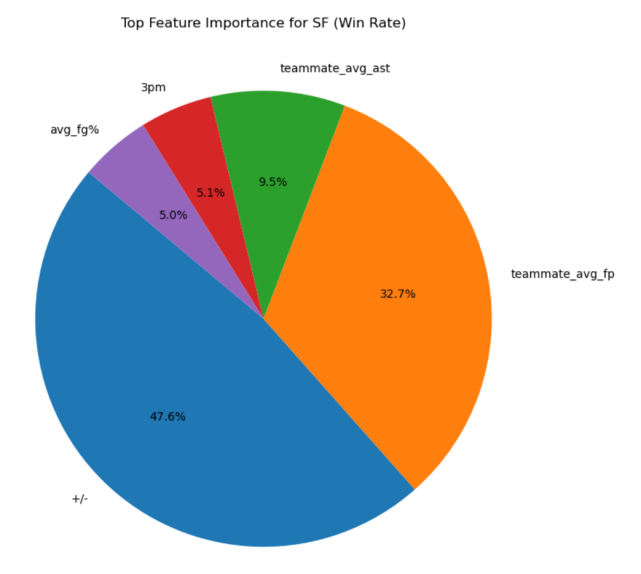 Top Feature Importance for SF (Win Rate)
teammate_avg_ast
3pm
avg_fg%
9.5%
5.1%
5.0%
teammate_avg_fp
32.7%
47.6%
+/-